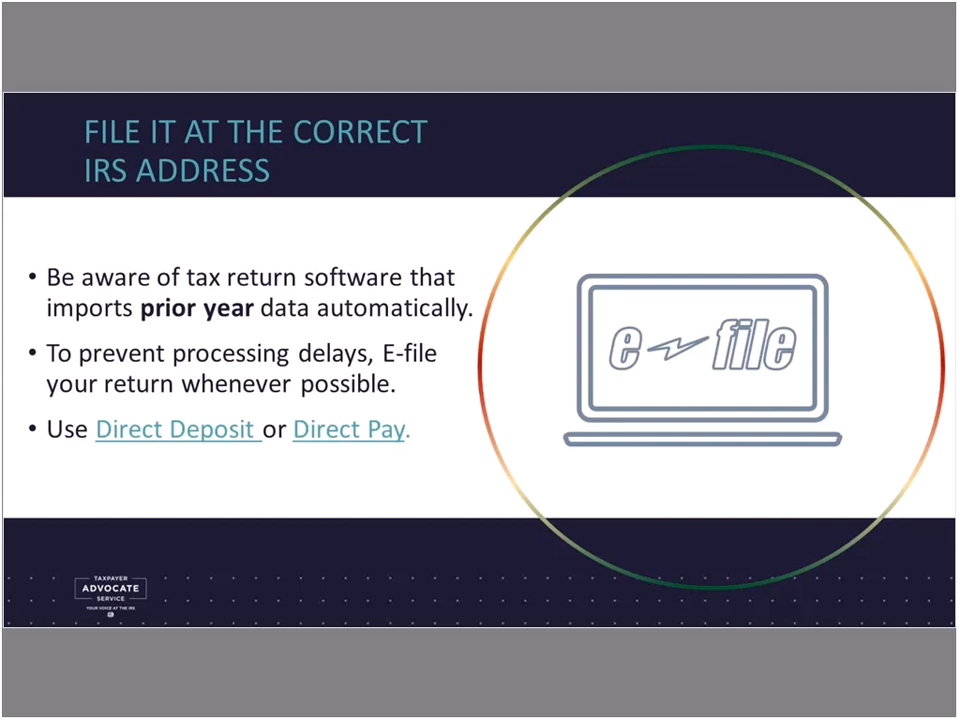 FILE IT AT THE CORRECT
IRS ADDRESS
• Be aware of tax return software that
imports prior year data automatically.
• To prevent processing delays, E-file
your return whenever possible.
• Use Direct Deposit or Direct Pay.
e file
TAXPAYER
ADVOCATE
SERVICE
YOUR VOICE AT THE IRS